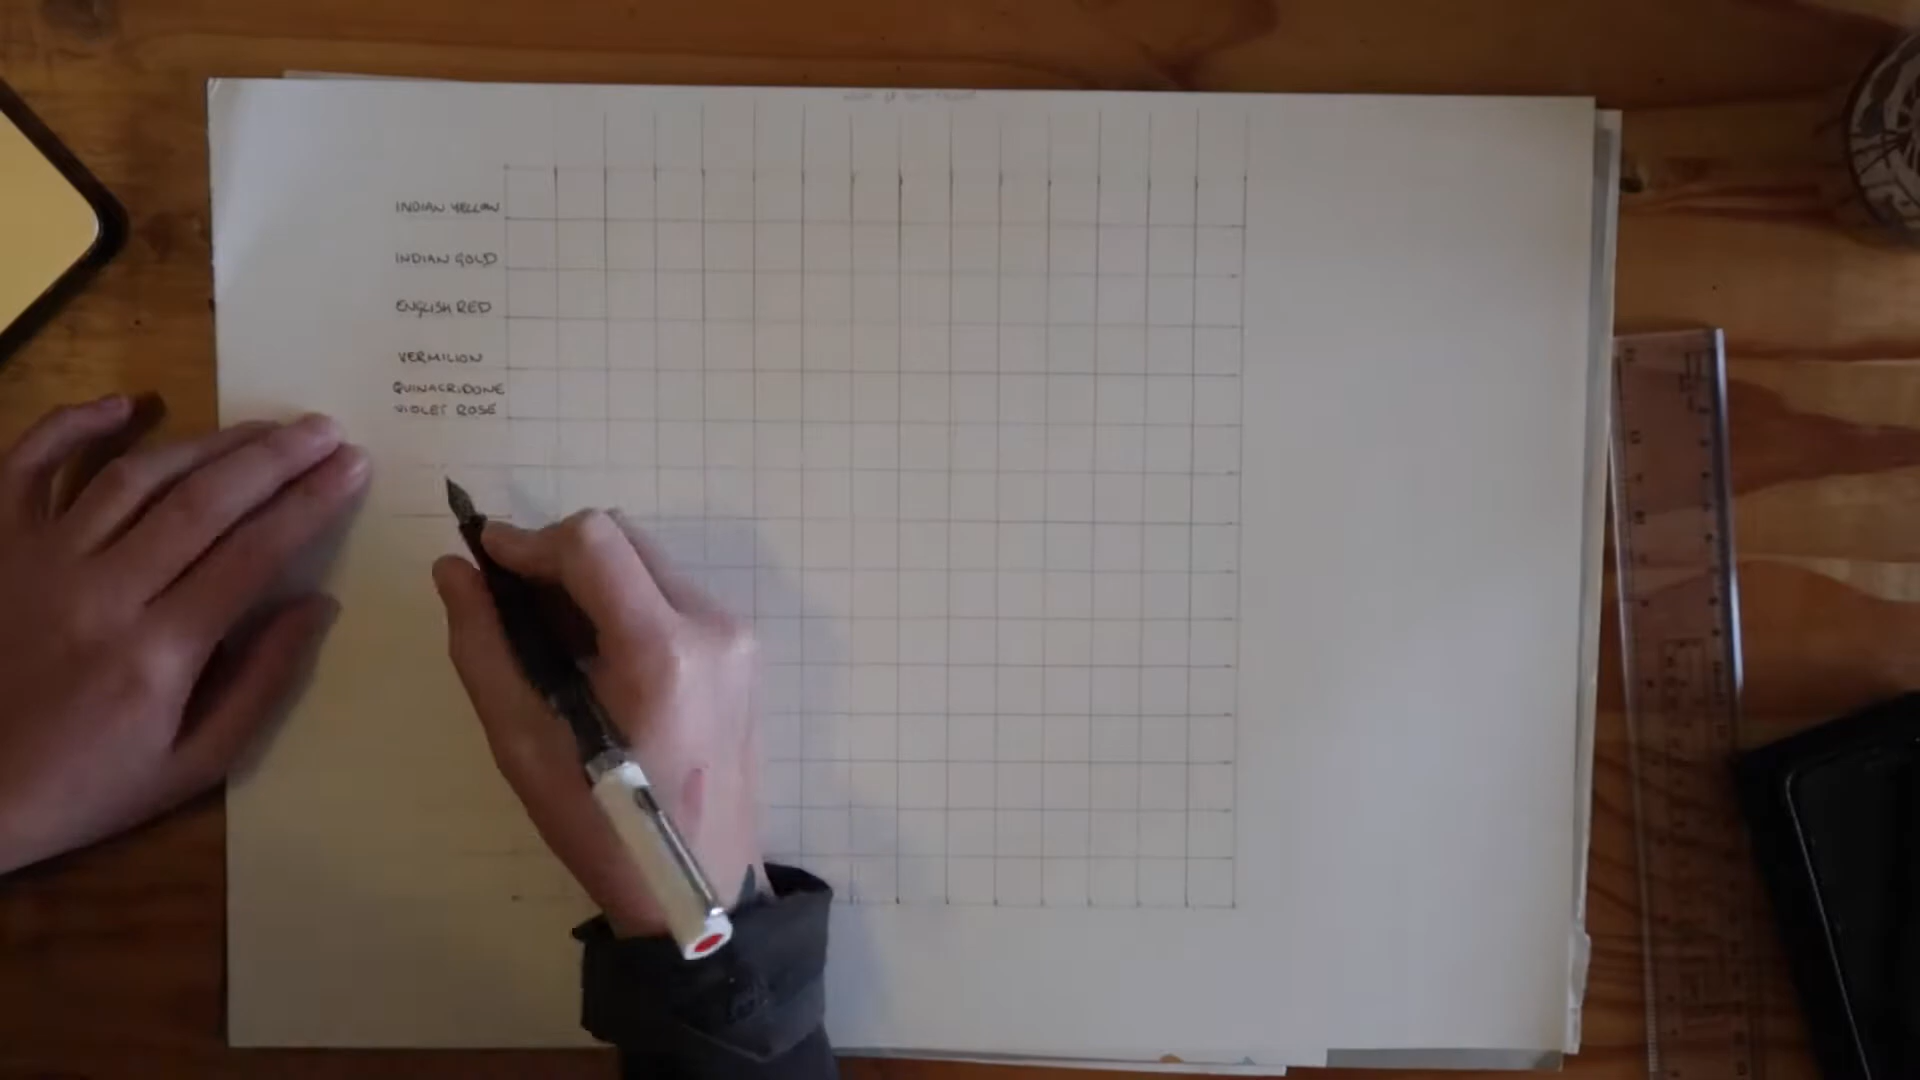 INDIAN YELLOW
INDIAN GOLD
ENGLISH RED
VERMILION
QUINACRIDONE
VIOLET ROSE